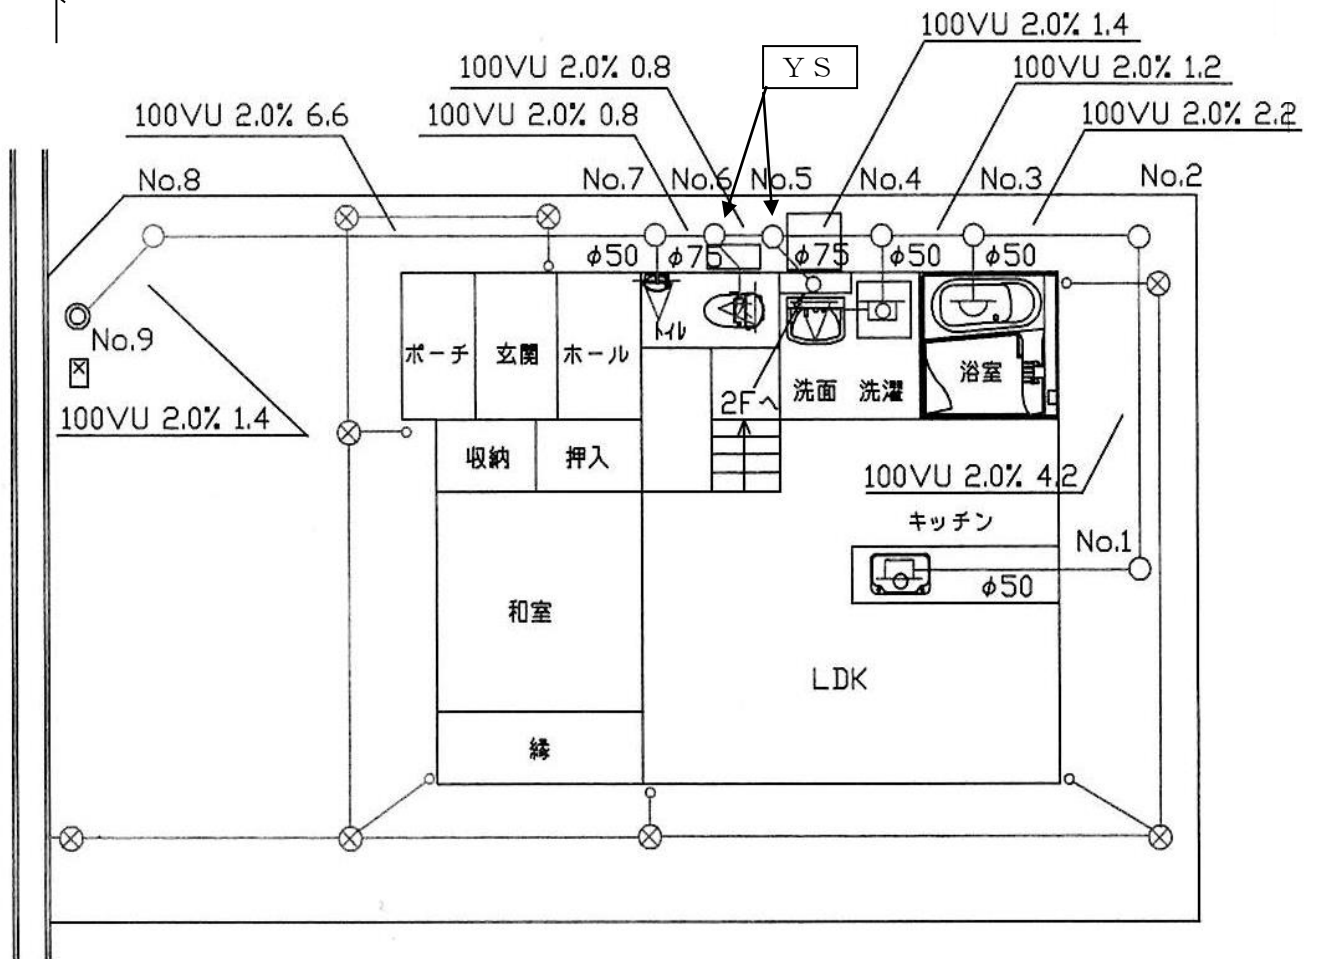 100VU 2.0% 1.4
YS
100VU 2.0% 0.8
100VU 2.0% 1.2
100VU 2.0% 6.6
100VU 2.0% 0.8
100VU 2.0% 2.2
No.8
No.7
No.6
No.5
No.4
No.3
No.2
φ50
φ75
φ75
φ50
φ50
No.9
トイレ
ポーチ
玄関
ホール
浴室
洗面
洗濯
2Fへ
100VU 2.0% 1.4
収納
押入
100VU 2.0% 4.2
キッチン
No.1
φ50
和室
LDK
縁